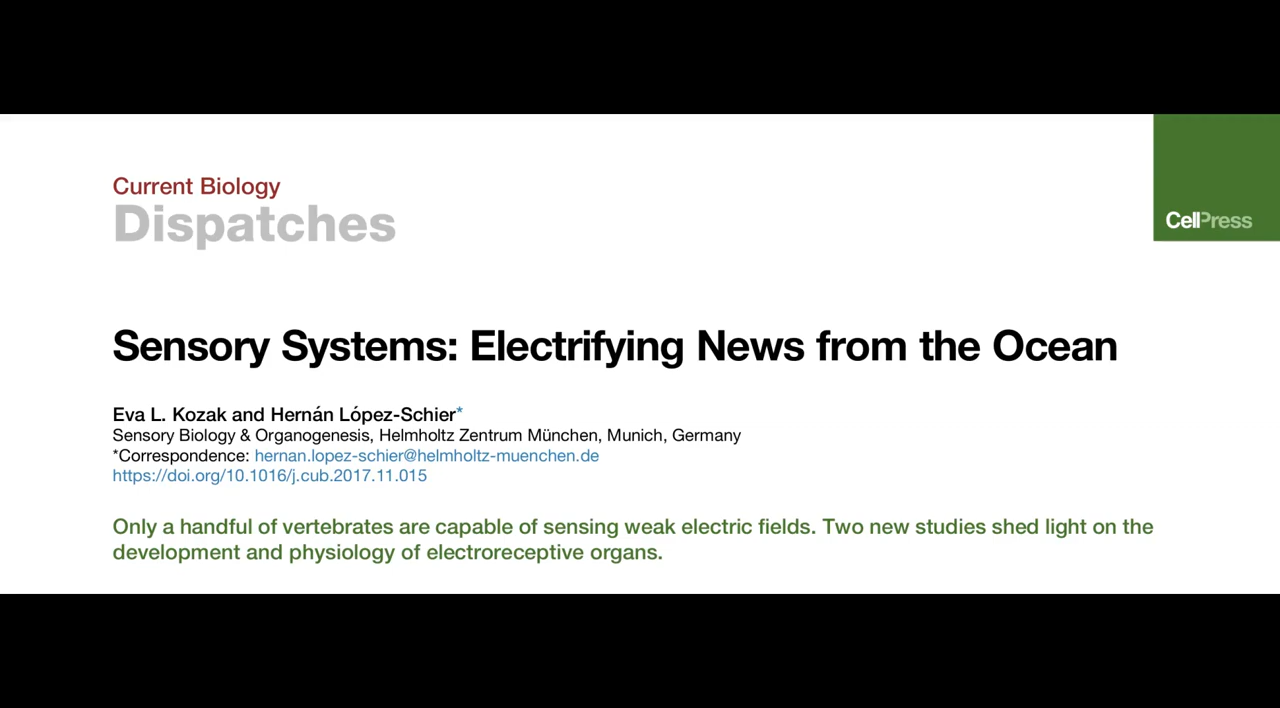 Current Biology
Dispatches
CellPress
Sensory Systems: Electrifying News from the Ocean
Eva L. Kozak and Hernán López-Schier*
Sensory Biology & Organogenesis, Helmholtz Zentrum München, Munich, Germany
*Correspondence: hernan.lopez-schier@helmholtz-muenchen.de
https://doi.org/10.1016/j.cub.2017.11.015
Only a handful of vertebrates are capable of sensing weak electric fields. Two new studies shed light on the
development and physiology of electroreceptive organs.